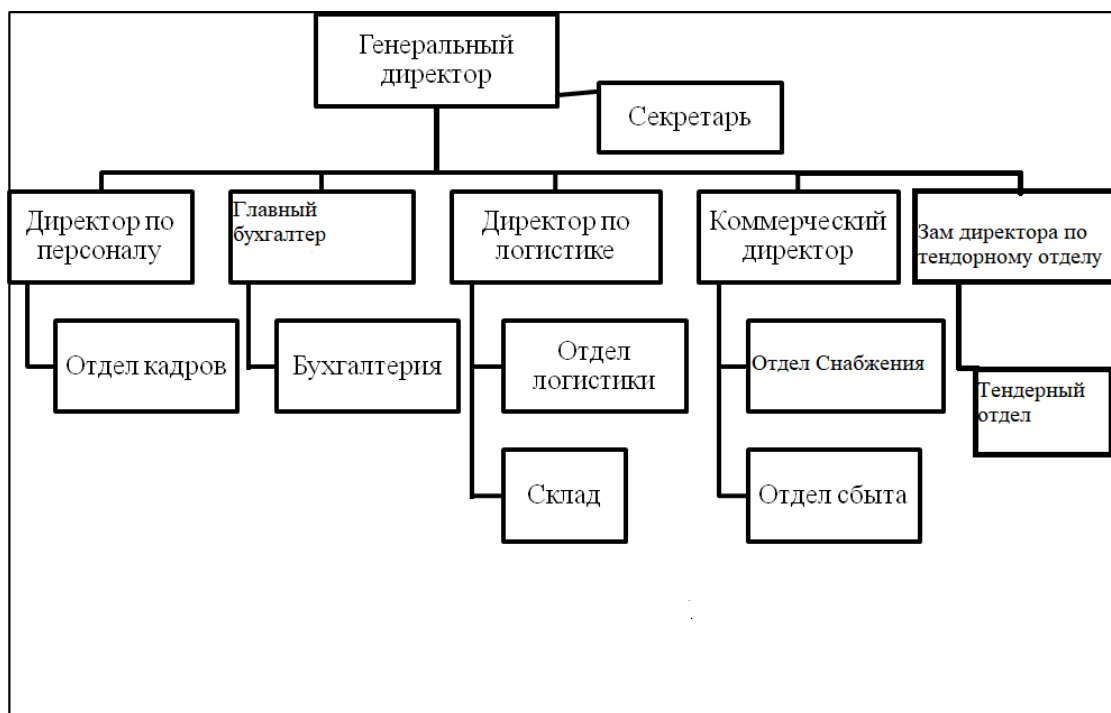 Генеральный
директор
Секретарь
Директор по
персоналу
Главный
бухгалтер
Директор по
логистике
Коммерческий
директор
Зам директора по
тендорному отделу
Отдел кадров
Бухгалтерия
Отдел
логистики
Отдел Снабжения
Тендерный
отдел
Склад
Отдел сбыта